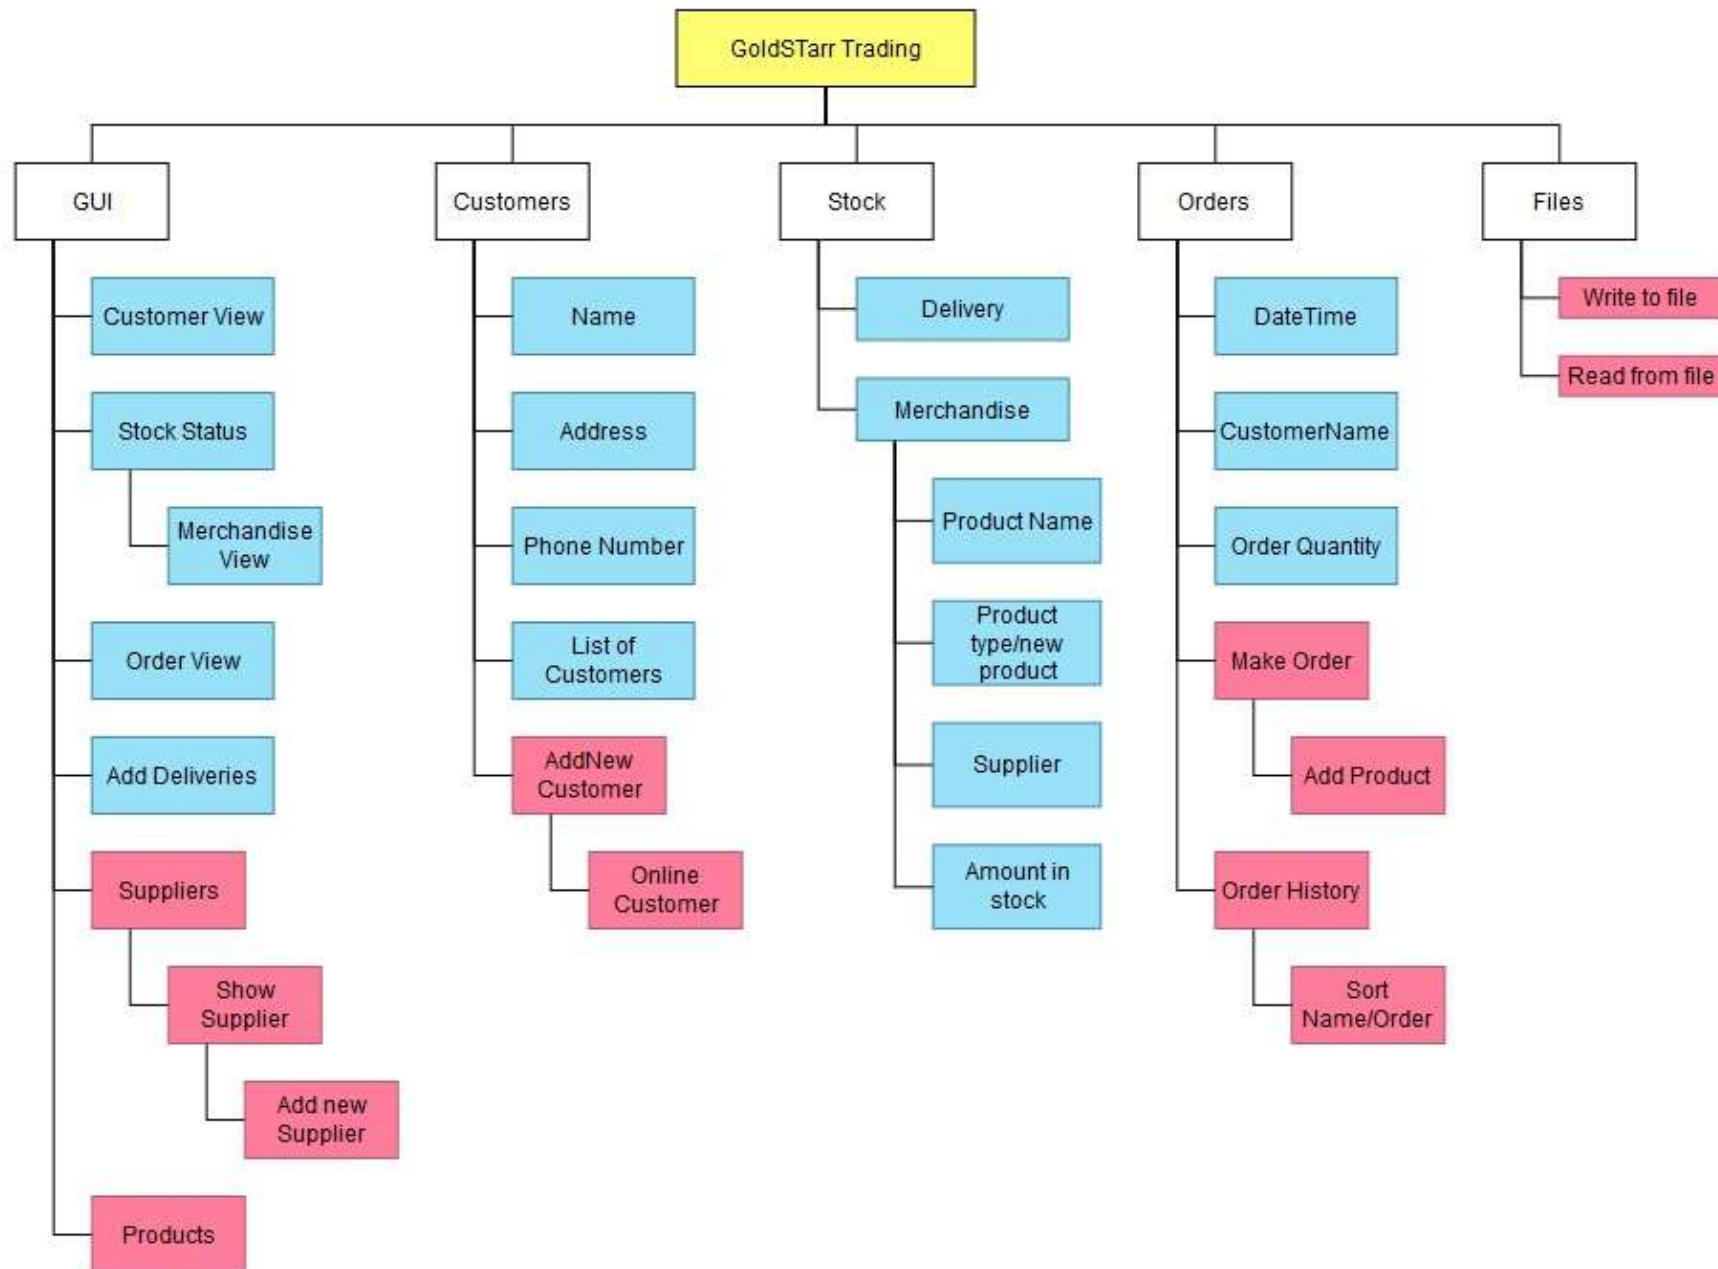 GoldSTarr Trading
GUI
Customers
Stock
Orders
Files
Customer View
Stock Status
Merchandise
View
Order View
Add Deliveries
Suppliers
Show
Supplier
Add new
Supplier
Products
Name
Address
Phone Number
List of
Customers
AddNew
Customer
Online
Customer
Delivery
Merchandise
Product Name
Product
type/new
product
Supplier
Amount in
stock
DateTime
CustomerName
Order Quantity
Make Order
Add Product
Order History
Sort
Name/Order
Write to file
Read from file